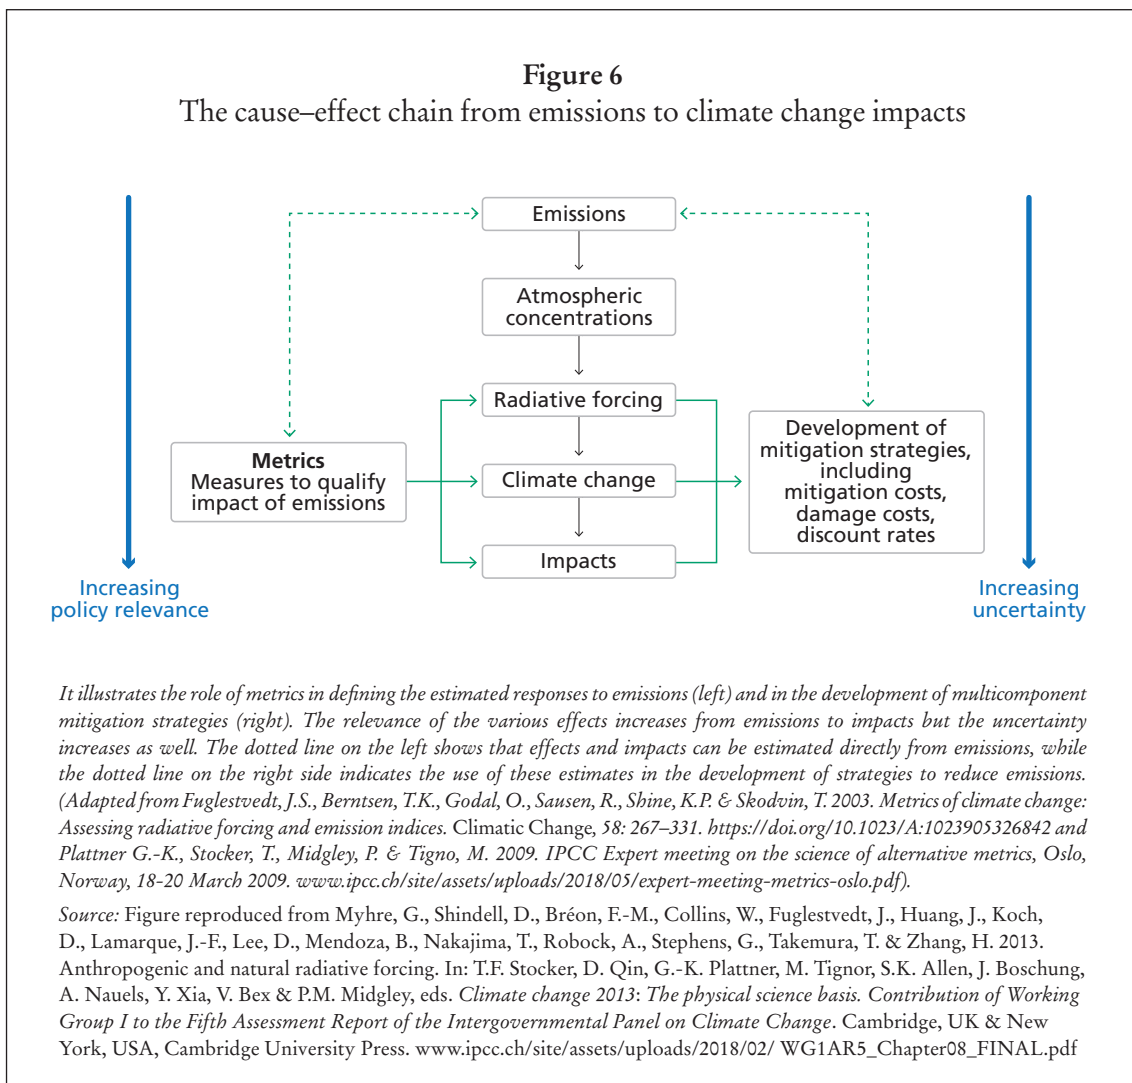 Figure 6
The cause–effect chain from emissions to climate change impacts
Emissions
Atmospheric
concentrations
Radiative forcing
Metrics
Measures to qualify
impact of emissions
Climate change
Development of
mitigation strategies,
including
mitigation costs,
damage costs,
discount rates
Impacts
Increasing
policy relevance
Increasing
uncertainty
It illustrates the role of metrics in defining the estimated responses to emissions (left) and in the development of multicomponent
mitigation strategies (right). The relevance of the various effects increases from emissions to impacts but the uncertainty
increases as well. The dotted line on the left shows that effects and impacts can be estimated directly from emissions, while
the dotted line on the right side indicates the use of these estimates in the development of strategies to reduce emissions.
(Adapted from Fuglestvedt, J.S., Berntsen, T.K., Godal, O., Sausen, R., Shine, K.P. & Skodvin, T. 2003. Metrics of climate change:
Assessing radiative forcing and emission indices. Climatic Change, 58: 267–331. https://doi.org/10.1023/A:1023905326842 and
Plattner G.-K., Stocker, T., Midgley, P. & Tigno, M. 2009. IPCC Expert meeting on the science of alternative metrics, Oslo,
Norway, 18-20 March 2009. www.ipcc.ch/site/assets/uploads/2018/05/expert-meeting-metrics-oslo.pdf).
Source: Figure reproduced from Myhre, G., Shindell, D., Bréon, F.-M., Collins, W., Fuglestvedt, J., Huang, J., Koch,
D., Lamarque, J.-F., Lee, D., Mendoza, B., Nakajima, T., Robock, A., Stephens, G., Takemura, T. & Zhang, H. 2013.
Anthropogenic and natural radiative forcing. In: T.F. Stocker, D. Qin, G.-K. Plattner, M. Tignor, S.K. Allen, J. Boschung,
A. Nauels, Y. Xia, V. Bex & P.M. Midgley, eds. Climate change 2013: The physical science basis. Contribution of Working
Group I to the Fifth Assessment Report of the Intergovernmental Panel on Climate Change. Cambridge, UK & New
York, USA, Cambridge University Press. www.ipcc.ch/site/assets/uploads/2018/02/ WG1AR5_Chapter08_FINAL.pdf